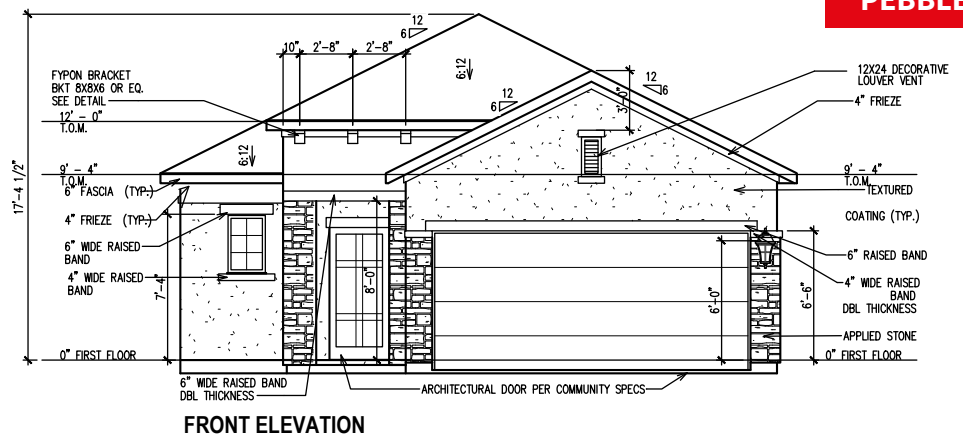 PEBBLE
12
6
10" 2'-8" 2'-8"
6:12
FYPON BRACKET
BKT 8X8X6 OR EQ.
SEE DETAIL
12' - 0"
T.O.M.
12
6
12
6
3'-0"
12X24 DECORATIVE
LOUVER VENT
4" FRIEZE
17'-4 1/2"
6:12
9' - 4"
T.O.M.
6" FASCIA (TYP.)
9' - 4"
T.O.M.
TEXTURED
COATING (TYP.)
4" FRIEZE (TYP.)
6" WIDE RAISED
BAND
4" WIDE RAISED
BAND
7'-4"
8'-0"
6'-0"
6'-6"
6" RAISED BAND
4" WIDE RAISED
BAND
DBL THICKNESS
APPLIED STONE
0" FIRST FLOOR
0" FIRST FLOOR
6" WIDE RAISED BAND
DBL THICKNESS
ARCHITECTURAL DOOR PER COMMUNITY SPECS
FRONT ELEVATION